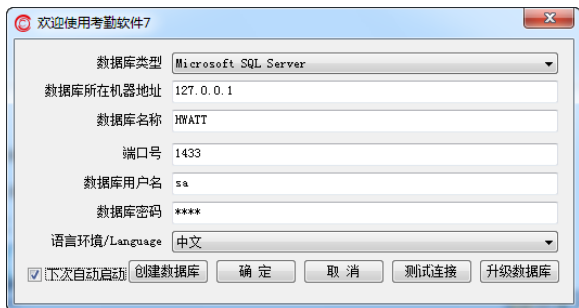 欢迎使用考勤软件7
数据库类型 Microsoft SQL Server
数据库所在机器地址 127.0.0.1
数据库名称 HWATT
端口号 1433
数据库用户名 sa
数据库密码 ****
语言环境/Language 中文
下次自动启动 创建数据库 确 定 取 消 测试连接 升级数据库